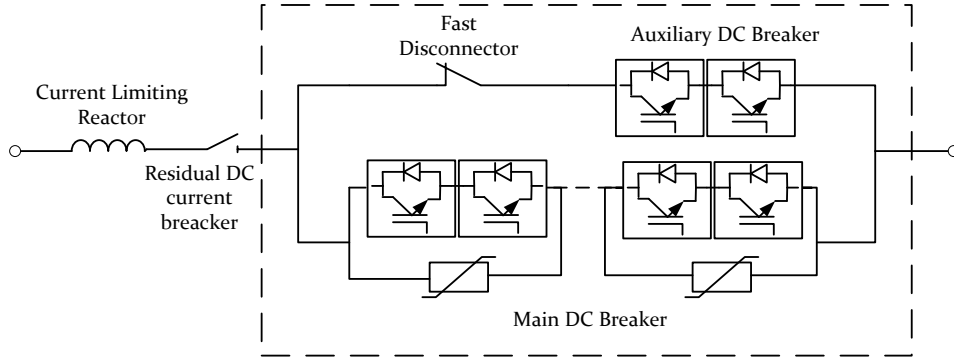 Fast
Disconnector
Auxiliary DC Breaker
Current Limiting
Reactor
Residual DC
current
breacker
Main DC Breaker